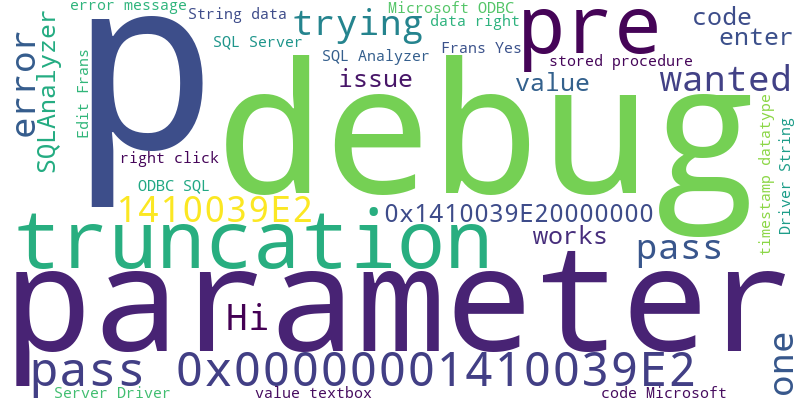 error message
String data
Microsoft ODBC
data right
trying
p
pre
code
enter
SQL Server
SQL Analyzer
Frans Yes
stored procedure
error
SQLAnalyzer
Edit Frans
issue
value
wanted
debug
right click
ODBC SQL
1410039E2
0x1410039E20000000
timestamp datatype
Driver String
truncation
works
pass
parameter
Hi
pass
0x00000001410039E2
one
Server Driver
value textbox
code Microsoft